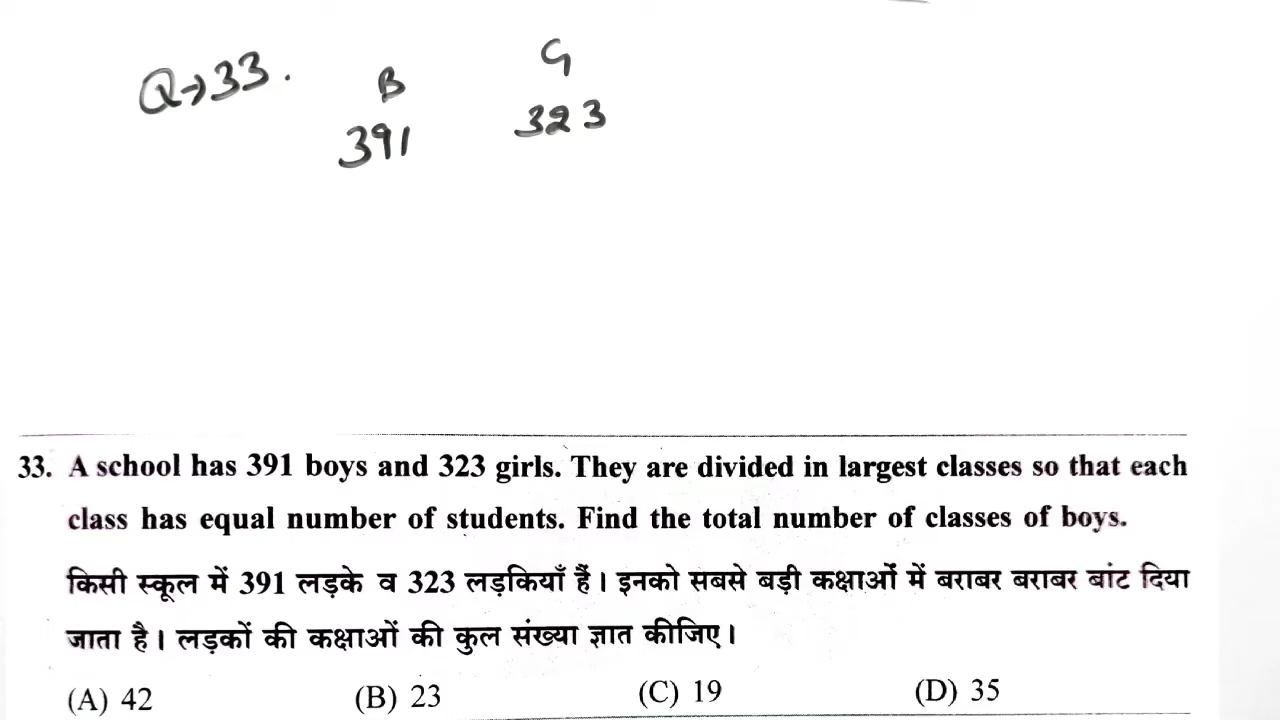 Q→33. B G
391 323
33. A school has 391 boys and 323 girls. They are divided in largest classes so that each
class has equal number of students. Find the total number of classes of boys.
किसी स्कूल में 391 लड़के व 323 लड़कियाँ हैं। इनको सबसे बड़ी कक्षाओं में बराबर बराबर बांट दिया
जाता है। लड़कों की कक्षाओं की कुल संख्या ज्ञात कीजिए।
(A) 42 (B) 23 (C) 19 (D) 35